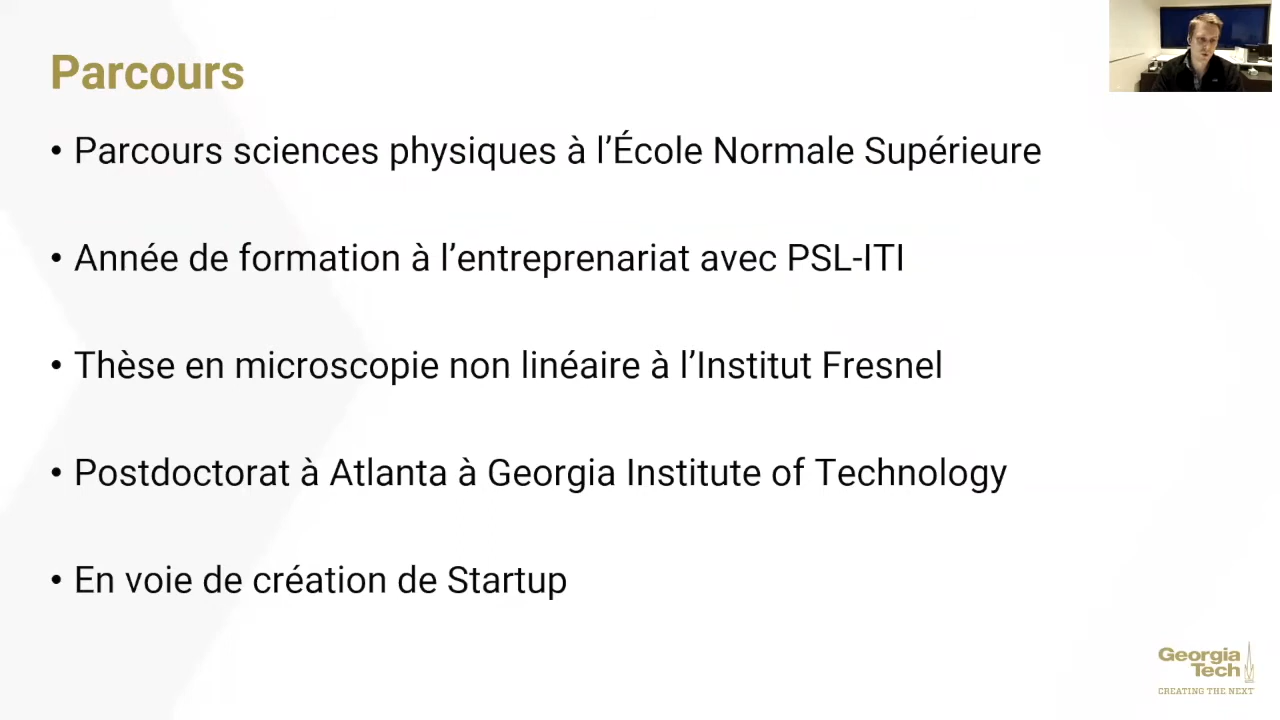 Parcours
• Parcours sciences physiques à l’École Normale Supérieure
• Année de formation à l’entreprenariat avec PSL-ITI
• Thèse en microscopie non linéaire à l’Institut Fresnel
• Postdoctorat à Atlanta à Georgia Institute of Technology
• En voie de création de Startup
Georgia
Tech
CREATING THE NEXT